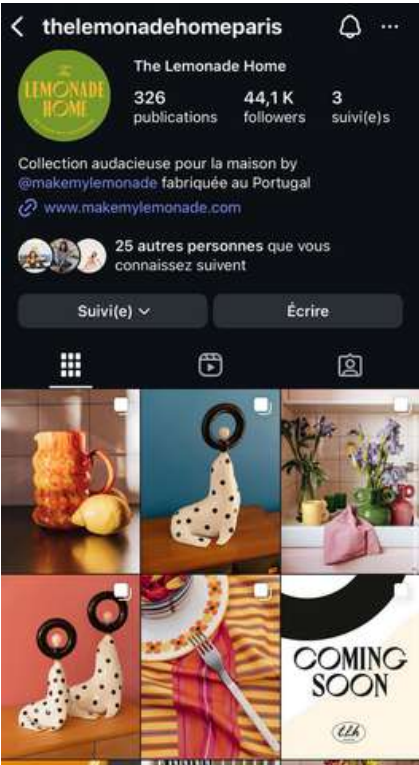 thelemonadehomeparis
The
LEMONADE
HOME
The Lemonade Home
326
44,1 K
3
publications
followers
suivi(e)s
Collection audacieuse pour la maison by
@makemylemonade fabriquée au Portugal
www.makemylemonade.com
25 autres personnes que vous
connaissez suivent
Suivi(e)
Écrire
COMING
SOON
tlh